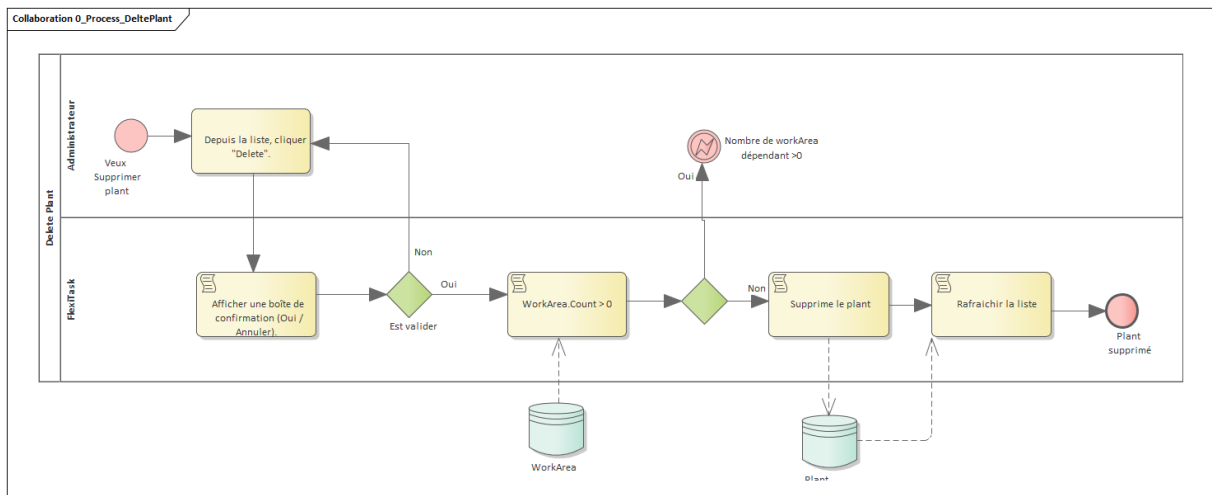 Collaboration 0_Process_DeltePlant
Delete Plant
Administrateur
Veux
Supprimer
plant
Depuis la liste, cliquer
"Delete".
Nombre de workArea
dépendant >0
Oui
FlexiTask
Afficher une boîte de
confirmation (Oui /
Annuler).
Non
Oui
Est valider
WorkArea.Count > 0
Non
Supprime le plant
Rafraichir la liste
Plant
supprimé
WorkArea
Plant